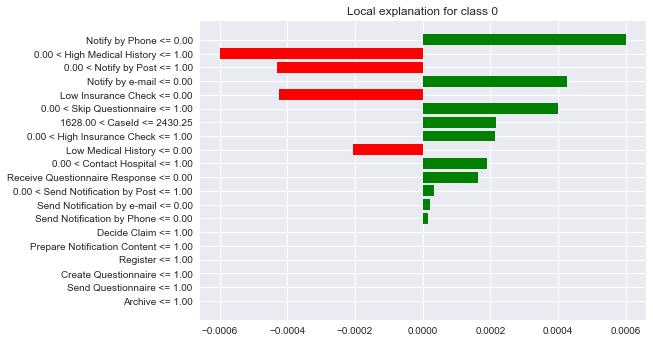 Local explanation for class 0
Notify by Phone <= 0.00
0.00 < High Medical History <= 1.00
0.00 < Notify by Post <= 1.00
Notify by e-mail <= 0.00
Low Insurance Check <= 0.00
0.00 < Skip Questionnaire <= 1.00
1628.00 < CaseId <= 2430.25
0.00 < High Insurance Check <= 1.00
Low Medical History <= 0.00
0.00 < Contact Hospital <= 1.00
Receive Questionnaire Response <= 0.00
0.00 < Send Notification by Post <= 1.00
Send Notification by e-mail <= 0.00
Send Notification by Phone <= 0.00
Decide Claim <= 1.00
Prepare Notification Content <= 1.00
Register <= 1.00
Create Questionnaire <= 1.00
Send Questionnaire <= 1.00
Archive <= 1.00
−0.0006 −0.0004 −0.0002 0.0000 0.0002 0.0004 0.0006